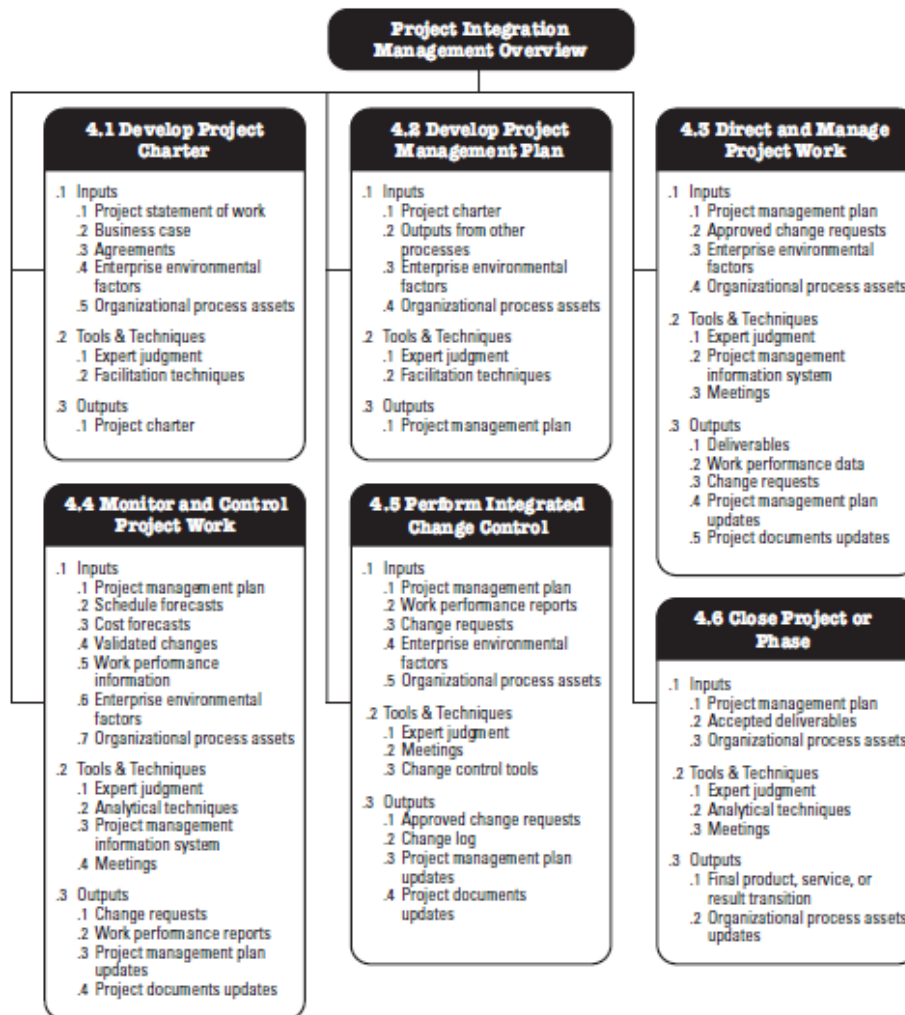 Project Integration
Management Overview
4.1 Develop Project
Charter
.1 Inputs
.1 Project statement of work
.2 Business case
.3 Agreements
.4 Enterprise environmental
factors
.5 Organizational process assets
.2 Tools & Techniques
.1 Expert judgment
.2 Facilitation techniques
.3 Outputs
.1 Project charter
4.2 Develop Project
Management Plan
.1 Inputs
.1 Project charter
.2 Outputs from other
processes
.3 Enterprise environmental
factors
.4 Organizational process assets
.2 Tools & Techniques
.1 Expert judgment
.2 Facilitation techniques
.3 Outputs
.1 Project management plan
4.3 Direct and Manage
Project Work
.1 Inputs
.1 Project management plan
.2 Approved change requests
.3 Enterprise environmental
factors
.4 Organizational process assets
.2 Tools & Techniques
.1 Expert judgment
.2 Project management
information system
.3 Meetings
.3 Outputs
.1 Deliverables
.2 Work performance data
.3 Change requests
.4 Project management plan
updates
.5 Project documents updates
4.4 Monitor and Control
Project Work
.1 Inputs
.1 Project management plan
.2 Schedule forecasts
.3 Cost forecasts
.4 Validated changes
.5 Work performance
information
.6 Enterprise environmental
factors
.7 Organizational process assets
.2 Tools & Techniques
.1 Expert judgment
.2 Analytical techniques
.3 Project management
information system
.4 Meetings
.3 Outputs
.1 Change requests
.2 Work performance reports
.3 Project management plan
updates
.4 Project documents updates
4.5 Perform Integrated
Change Control
.1 Inputs
.1 Project management plan
.2 Work performance reports
.3 Change requests
.4 Enterprise environmental
factors
.5 Organizational process assets
.2 Tools & Techniques
.1 Expert judgment
.2 Meetings
.3 Change control tools
.3 Outputs
.1 Approved change requests
.2 Change log
.3 Project management plan
updates
.4 Project documents
updates
4.6 Close Project or
Phase
.1 Inputs
.1 Project management plan
.2 Accepted deliverables
.3 Organizational process assets
.2 Tools & Techniques
.1 Expert judgment
.2 Analytical techniques
.3 Meetings
.3 Outputs
.1 Final product, service, or
result transition
.2 Organizational process assets
updates